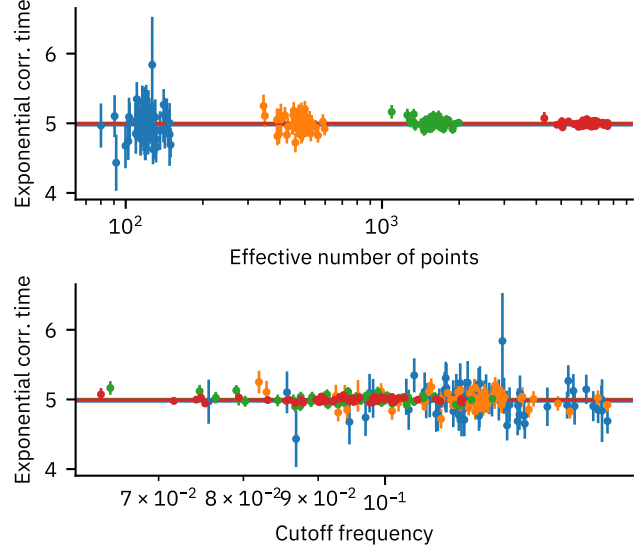 Exponential corr. time
6
5
4
10²
10³
Effective number of points
Exponential corr. time
6
5
4
7 × 10⁻²
8 × 10⁻²
9 × 10⁻²
10⁻¹
Cutoff frequency